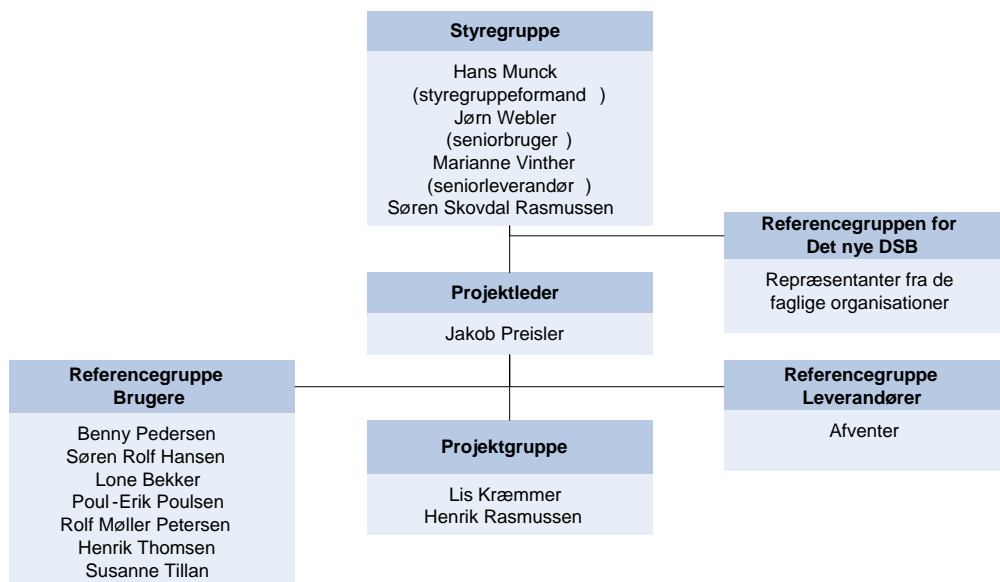 Styregruppe
Hans Munck
(styregruppeformand )
Jørn Webler
(seniorbruger )
Marianne Vinther
(seniorleverandør )
Søren Skovdal Rasmussen
Referencegruppen for
Det nye DSB
Repræsentanter fra de
faglige organisationer
Projektleder
Jakob Preisler
Referencegruppe
Brugere
Benny Pedersen
Søren Rolf Hansen
Lone Bekker
Poul-Erik Poulsen
Rolf Møller Petersen
Henrik Thomsen
Susanne Tillan
Projektgruppe
Lis Kræmmer
Henrik Rasmussen
Referencegruppe
Leverandører
Afventer